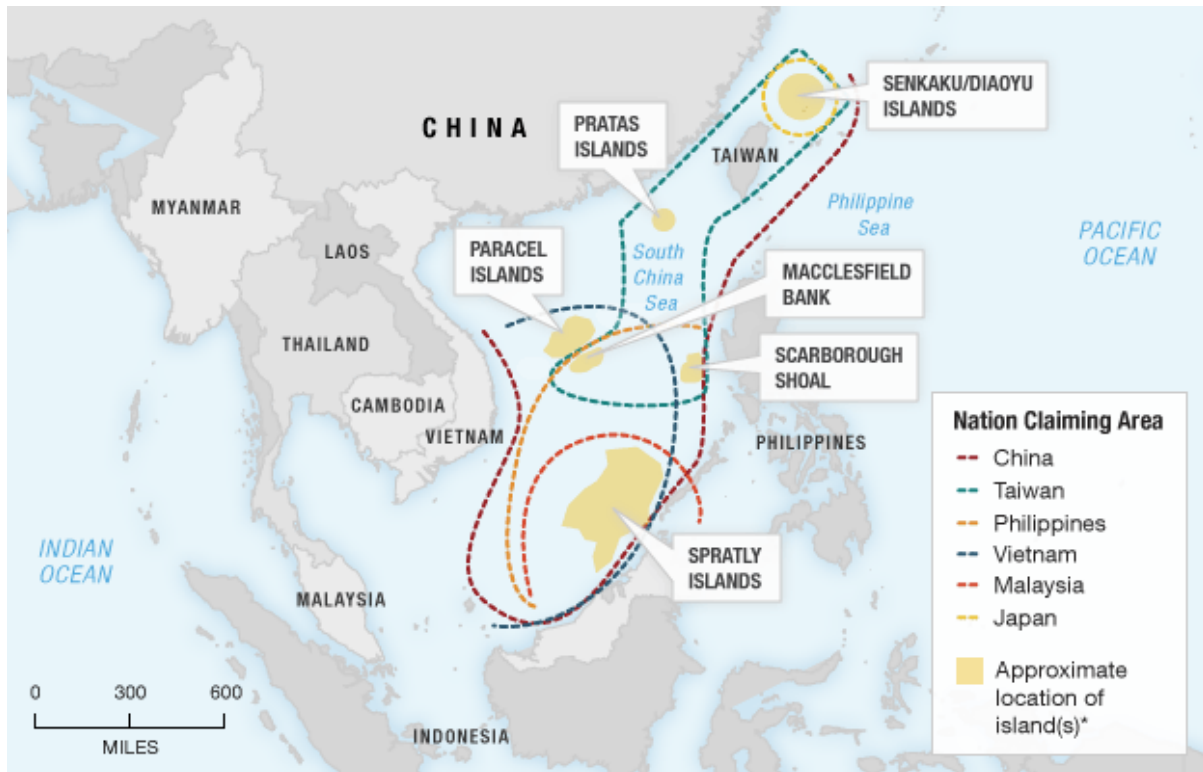 SENKAKU/DIAOYU
ISLANDS
CHINA
PRATAS
ISLANDS
TAIWAN
MYANMAR
Philippine
Sea
PACIFIC
OCEAN
LAOS
PARACEL
ISLANDS
South
China
Sea
MACCLESFIELD
BANK
THAILAND
SCARBOROUGH
SHOAL
CAMBODIA
VIETNAM
PHILIPPINES
Nation Claiming Area
China
Taiwan
Philippines
Vietnam
Malaysia
Japan
Approximate
location of
island(s)*
INDIAN
OCEAN
SPRATLY
ISLANDS
MALAYSIA
0 300 600
MILES
INDONESIA